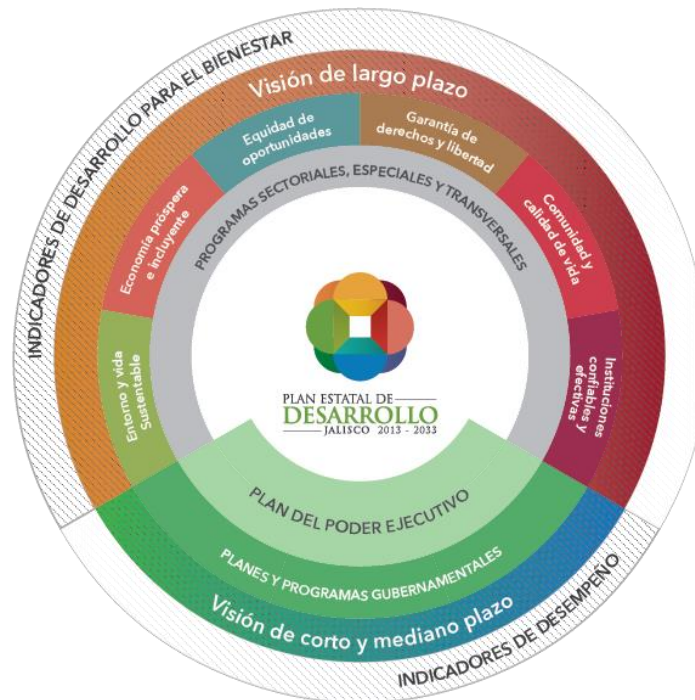 INDICADORES DE DESARROLLO PARA EL BIENESTAR
Visión de largo plazo
Entorno y vida
Sustentable
Economía próspera
e incluyente
Equidad de
oportunidades
Garantía de
derechos y libertad
Comunidad y
calidad de vida
Instituciones
confiables y
efectivas
PROGRAMAS SECTORIALES, ESPECIALES Y TRANSVERSALES
PLAN ESTATAL DE
DESARROLLO
JALISCO 2013 - 2033
PLAN DEL PODER EJECUTIVO
PLANES Y PROGRAMAS GUBERNAMENTALES
Visión de corto y mediano plazo
INDICADORES DE DESEMPEÑO